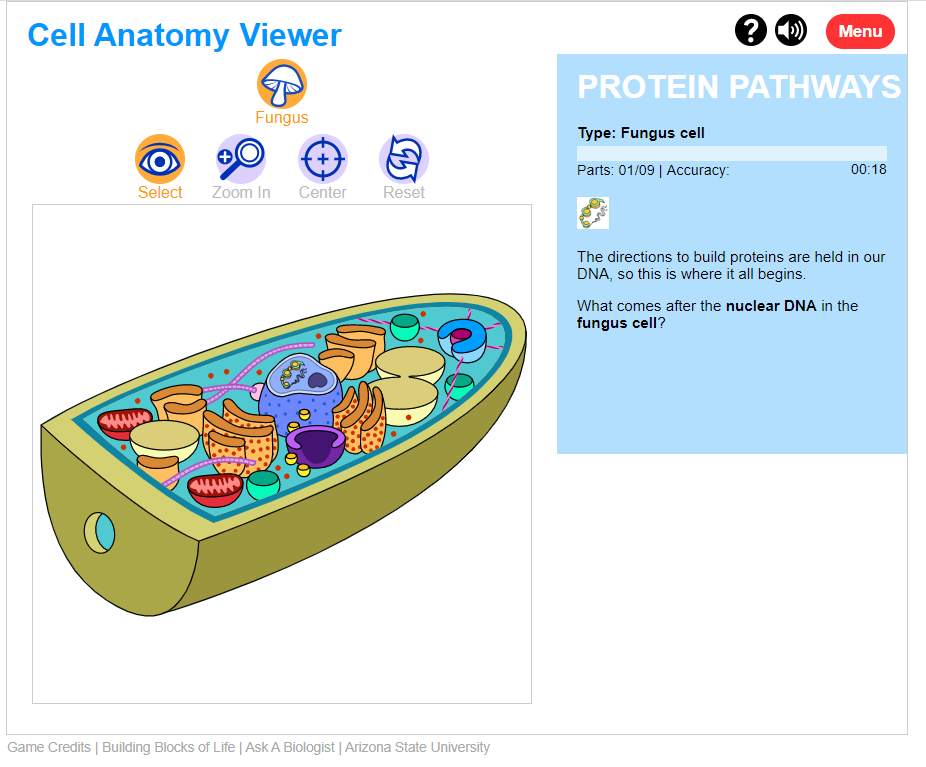 Cell Anatomy Viewer
?
Menu
Fungus
Select
Zoom In
Center
Reset
PROTEIN PATHWAYS
Type: Fungus cell
Parts: 01/09 | Accuracy:
00:18
The directions to build proteins are held in our
DNA, so this is where it all begins.
What comes after the nuclear DNA in the
fungus cell?
Game Credits | Building Blocks of Life | Ask A Biologist | Arizona State University